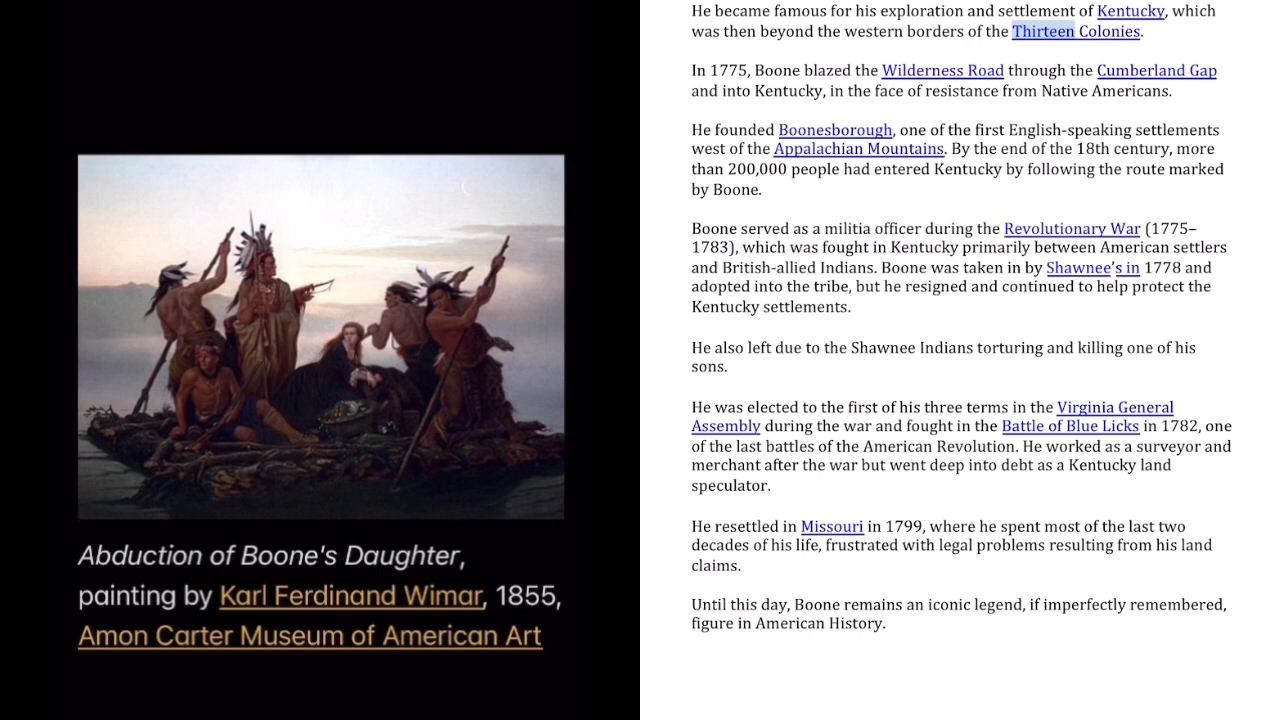 Abduction of Boone's Daughter,
painting by Karl Ferdinand Wimar, 1855,
Amon Carter Museum of American Art
He became famous for his exploration and settlement of Kentucky, which
was then beyond the western borders of the Thirteen Colonies.
In 1775, Boone blazed the Wilderness Road through the Cumberland Gap
and into Kentucky, in the face of resistance from Native Americans.
He founded Boonesborough, one of the first English-speaking settlements
west of the Appalachian Mountains. By the end of the 18th century, more
than 200,000 people had entered Kentucky by following the route marked
by Boone.
Boone served as a militia officer during the Revolutionary War (1775–
1783), which was fought in Kentucky primarily between American settlers
and British-allied Indians. Boone was taken in by Shawnee's in 1778 and
adopted into the tribe, but he resigned and continued to help protect the
Kentucky settlements.
He also left due to the Shawnee Indians torturing and killing one of his
sons.
He was elected to the first of his three terms in the Virginia General
Assembly during the war and fought in the Battle of Blue Licks in 1782, one
of the last battles of the American Revolution. He worked as a surveyor and
merchant after the war but went deep into debt as a Kentucky land
speculator.
He resettled in Missouri in 1799, where he spent most of the last two
decades of his life, frustrated with legal problems resulting from his land
claims.
Until this day, Boone remains an iconic legend, if imperfectly remembered,
figure in American History.